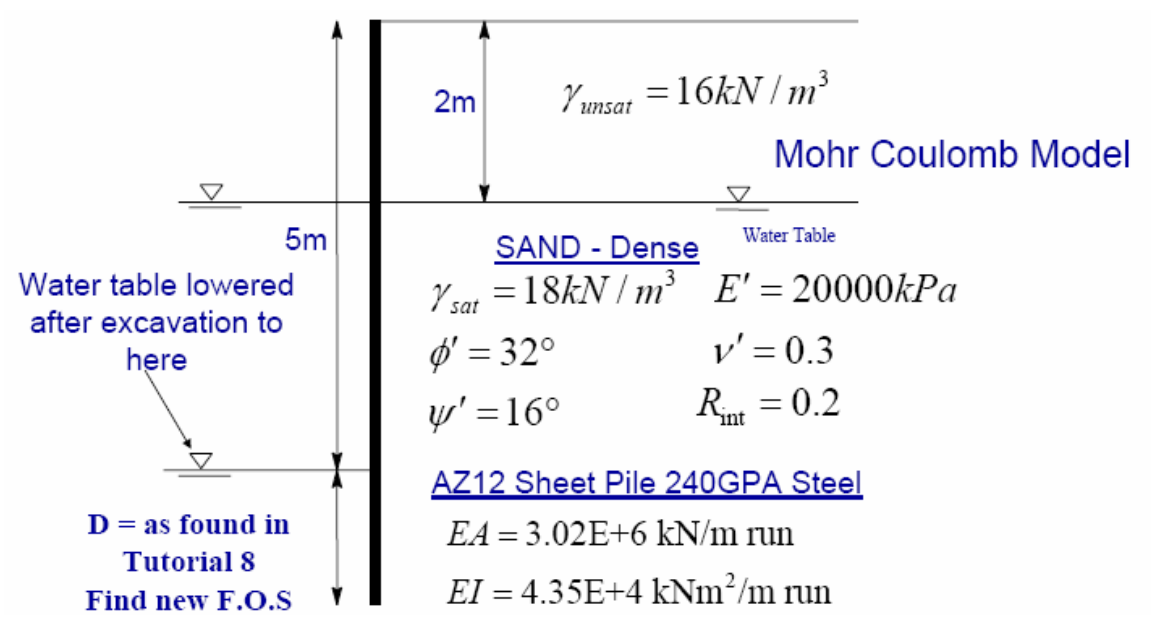 2m
γunsat = 16kN / m³
Mohr Coulomb Model
5m
Water Table
SAND - Dense
Water table lowered
after excavation to
here
γsat = 18kN / m³
E' = 20000kPa
ϕ' = 32°
ν' = 0.3
ψ' = 16°
Rint = 0.2
AZ12 Sheet Pile 240GPA Steel
D = as found in
Tutorial 8
Find new F.O.S
EA = 3.02E+6 kN/m run
EI = 4.35E+4 kNm²/m run